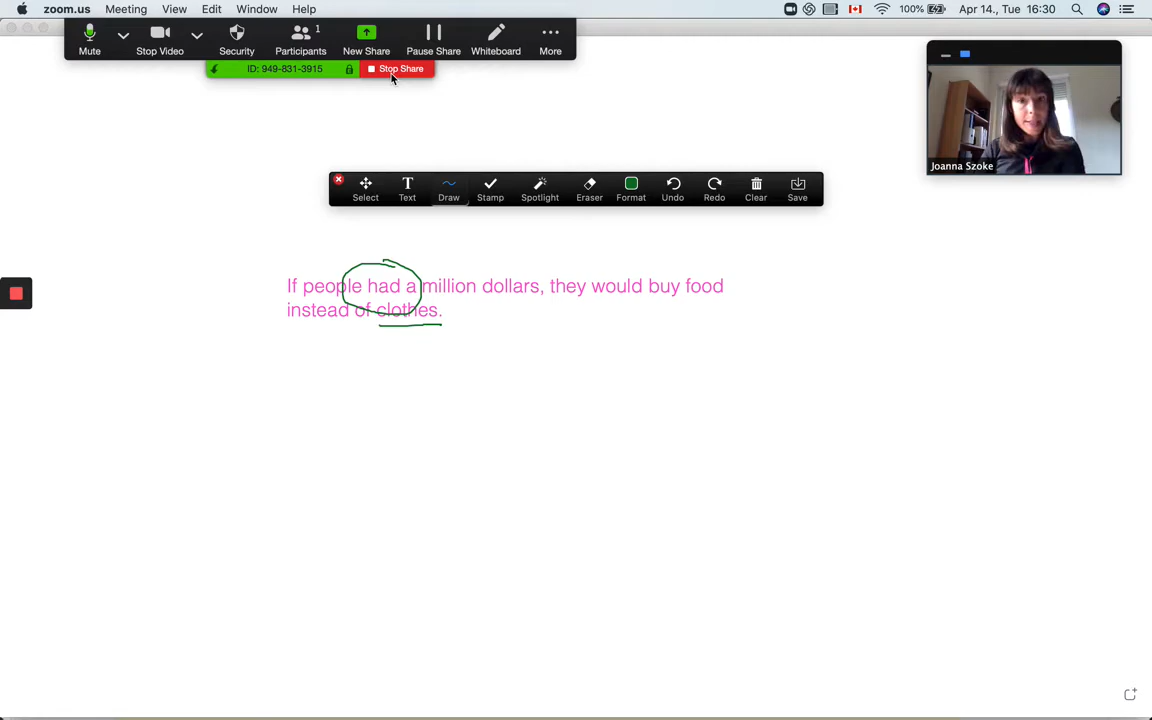 zoom.us Meeting View Edit Window Help 100% Apr 14., Tue 16:30
Mute Stop Video Security Participants 1 New Share Pause Share Whiteboard More
ID: 949-831-3915 Stop Share
Joanna Szoke
Select Text Draw Stamp Spotlight Eraser Format Undo Redo Clear Save
If people had a million dollars, they would buy food
instead of clothes.